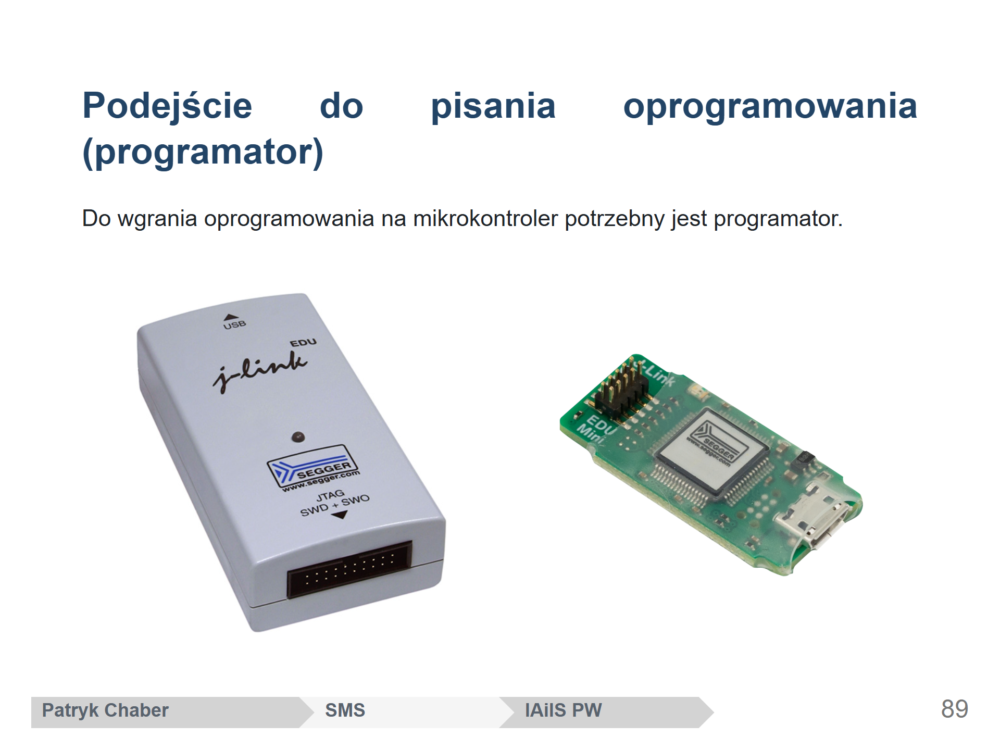 Podejście do pisania oprogramowania
(programator)
Do wgrania oprogramowania na mikrokontroler potrzebny jest programator.
USB
EDU
j-link
SEGGER
www.segger.com
JTAG
SWD + SWO
J-Link
EDU
Mini
SEGGER
www.segger.com
Patryk Chaber
SMS
IAiIS PW
89